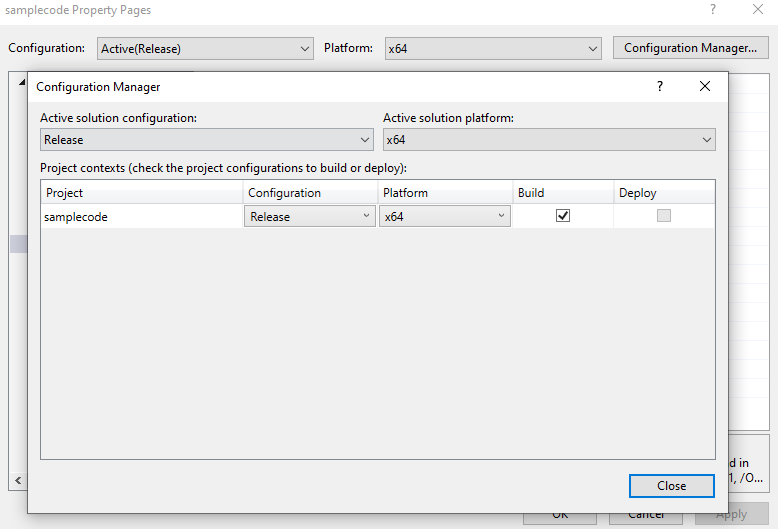 samplecode Property Pages
Configuration: Active(Release) Platform: x64 Configuration Manager...
Configuration Manager
Active solution configuration: Active solution platform:
Release x64
Project contexts (check the project configurations to build or deploy):
Project Configuration Platform Build Deploy
samplecode Release x64
d in
1, /O...
Close
OK Cancel Apply